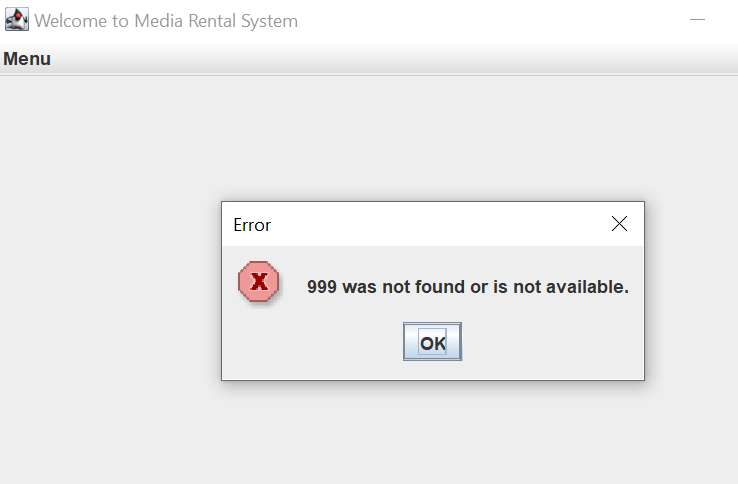 Welcome to Media Rental System
Menu
Error
999 was not found or is not available.
OK